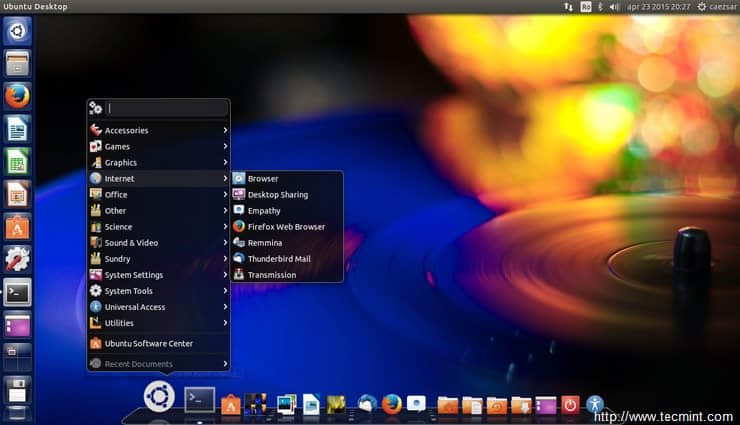 Ubuntu Desktop
Ro
apr 23 2015 20:27
caezsar
Accessories
Games
Graphics
Internet
Office
Other
Science
Sound & Video
Sundry
System Settings
System Tools
Universal Access
Utilities
Ubuntu Software Center
Recent Documents
Browser
Desktop Sharing
Empathy
Firefox Web Browser
Remmina
Thunderbird Mail
Transmission
http://www.tecmint.com